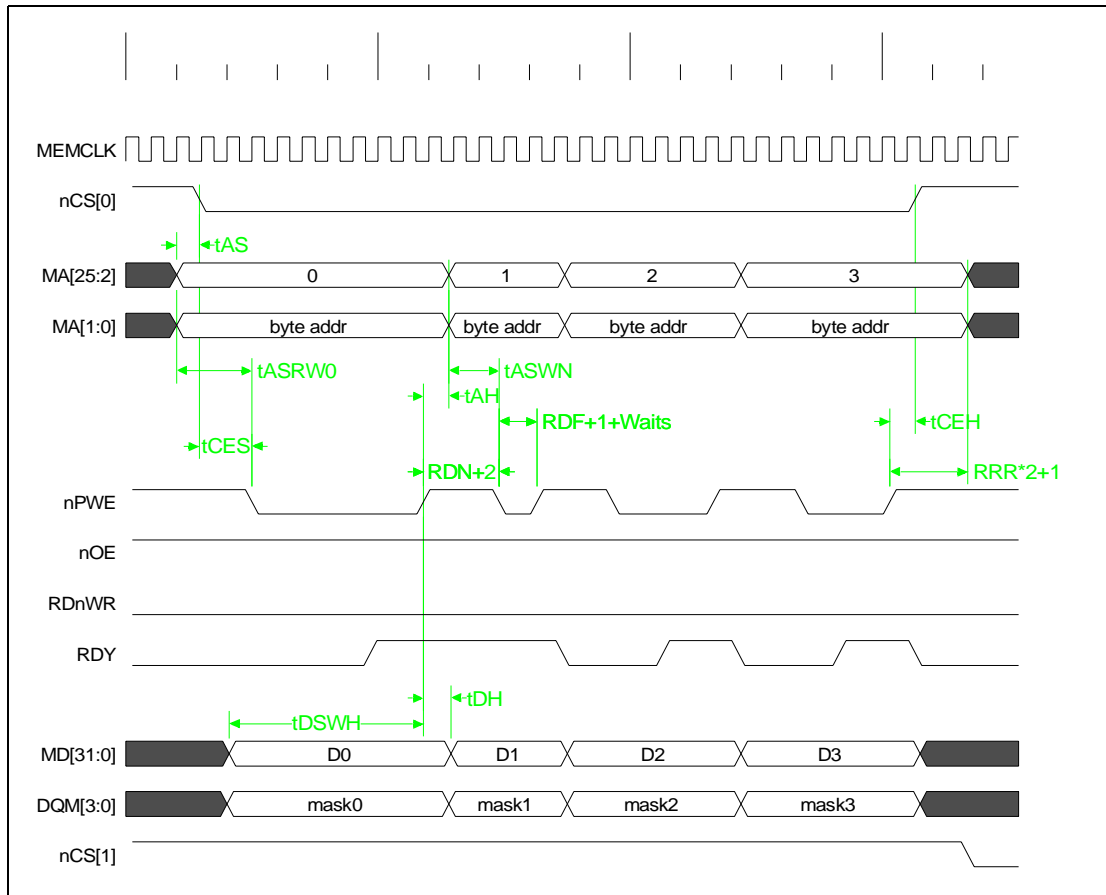 MEMCLK
nCS[0]
tAS
MA[25:2] 0 1 2 3
MA[1:0] byte addr byte addr byte addr byte addr
tASRW0 tASWN
tAH
RDF+1+Waits
tCES tCEH
RDN+2 RRR*2+1
nPWE
nOE
RDnWR
RDY
tDH
tDSWH
MD[31:0] D0 D1 D2 D3
DQM[3:0] mask0 mask1 mask2 mask3
nCS[1]